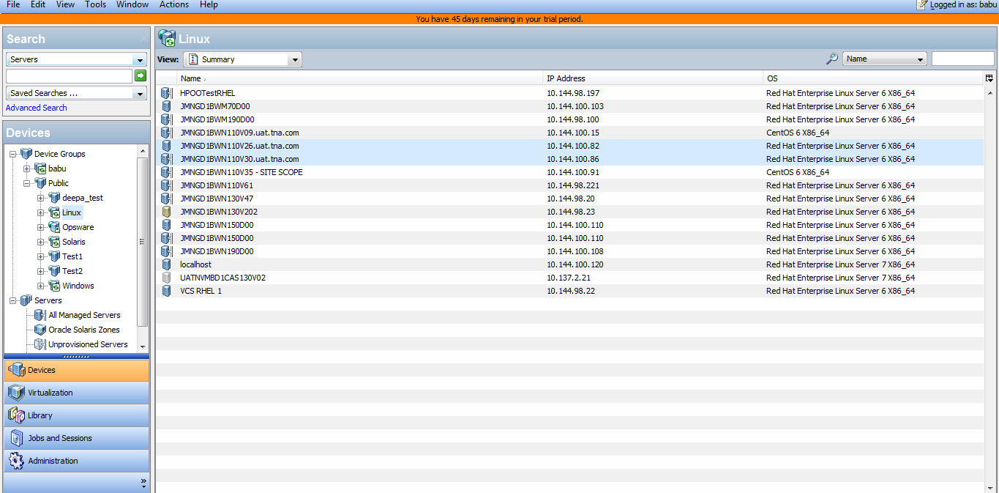 File Edit View Tools Window Actions Help Logged in as: babu
You have 45 days remaining in your trial period.
Search
Servers
Saved Searches ...
Advanced Search
Devices
Device Groups
babu
Public
deepa_test
Linux
Opsware
Solaris
Test1
Test2
Windows
Servers
All Managed Servers
Oracle Solaris Zones
Unprovisioned Servers
Devices
Virtualization
Library
Jobs and Sessions
Administration
Linux
View: Summary Name
Name IP Address OS
HPOOTestRHEL 10.144.98.197 Red Hat Enterprise Linux Server 6 X86_64
JMNGD1BWM70D00 10.144.100.103 Red Hat Enterprise Linux Server 6 X86_64
JMNGD1BWM190D00 10.144.98.100 Red Hat Enterprise Linux Server 6 X86_64
JMNGD1BWN110V09.uat.tna.com 10.144.100.15 CentOS 6 X86_64
JMNGD1BWN110V26.uat.tna.com 10.144.100.82 Red Hat Enterprise Linux Server 6 X86_64
JMNGD1BWN110V30.uat.tna.com 10.144.100.86 Red Hat Enterprise Linux Server 6 X86_64
JMNGD1BWN110V35 - SITE SCOPE 10.144.100.91 CentOS 6 X86_64
JMNGD1BWN110V61 10.144.98.221 Red Hat Enterprise Linux Server 6 X86_64
JMNGD1BWN130V47 10.144.98.20 Red Hat Enterprise Linux Server 6 X86_64
JMNGD1BWN130V202 10.144.98.23 Red Hat Enterprise Linux Server 6 X86_64
JMNGD1BWN150D00 10.144.100.110 Red Hat Enterprise Linux Server 6 X86_64
JMNGD1BWN150D00 10.144.100.110 Red Hat Enterprise Linux Server 6 X86_64
JMNGD1BWN190D00 10.144.100.108 Red Hat Enterprise Linux Server 6 X86_64
localhost 10.144.100.120 Red Hat Enterprise Linux Server 7 X86_64
UATNVMBD1CAS130V02 10.137.2.21 Red Hat Enterprise Linux Server 7 X86_64
VCS RHEL 1 10.144.98.22 Red Hat Enterprise Linux Server 6 X86_64